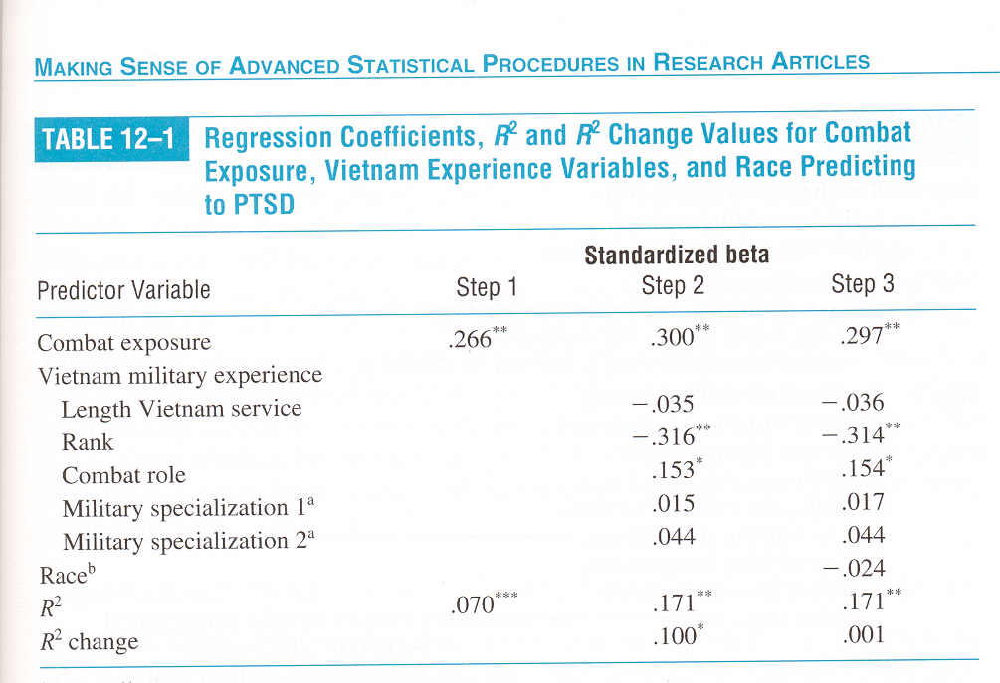 MAKING SENSE OF ADVANCED STATISTICAL PROCEDURES IN RESEARCH ARTICLES
TABLE 12–1 Regression Coefficients, R² and R² Change Values for Combat
Exposure, Vietnam Experience Variables, and Race Predicting
to PTSD
Standardized beta
Predictor Variable Step 1 Step 2 Step 3
Combat exposure .266** .300** .297**
Vietnam military experience
Length Vietnam service −.035 −.036
Rank −.316** −.314**
Combat role .153* .154*
Military specialization 1ᵃ .015 .017
Military specialization 2ᵃ .044 .044
Raceᵇ −.024
R² .070*** .171** .171**
R² change .100* .001